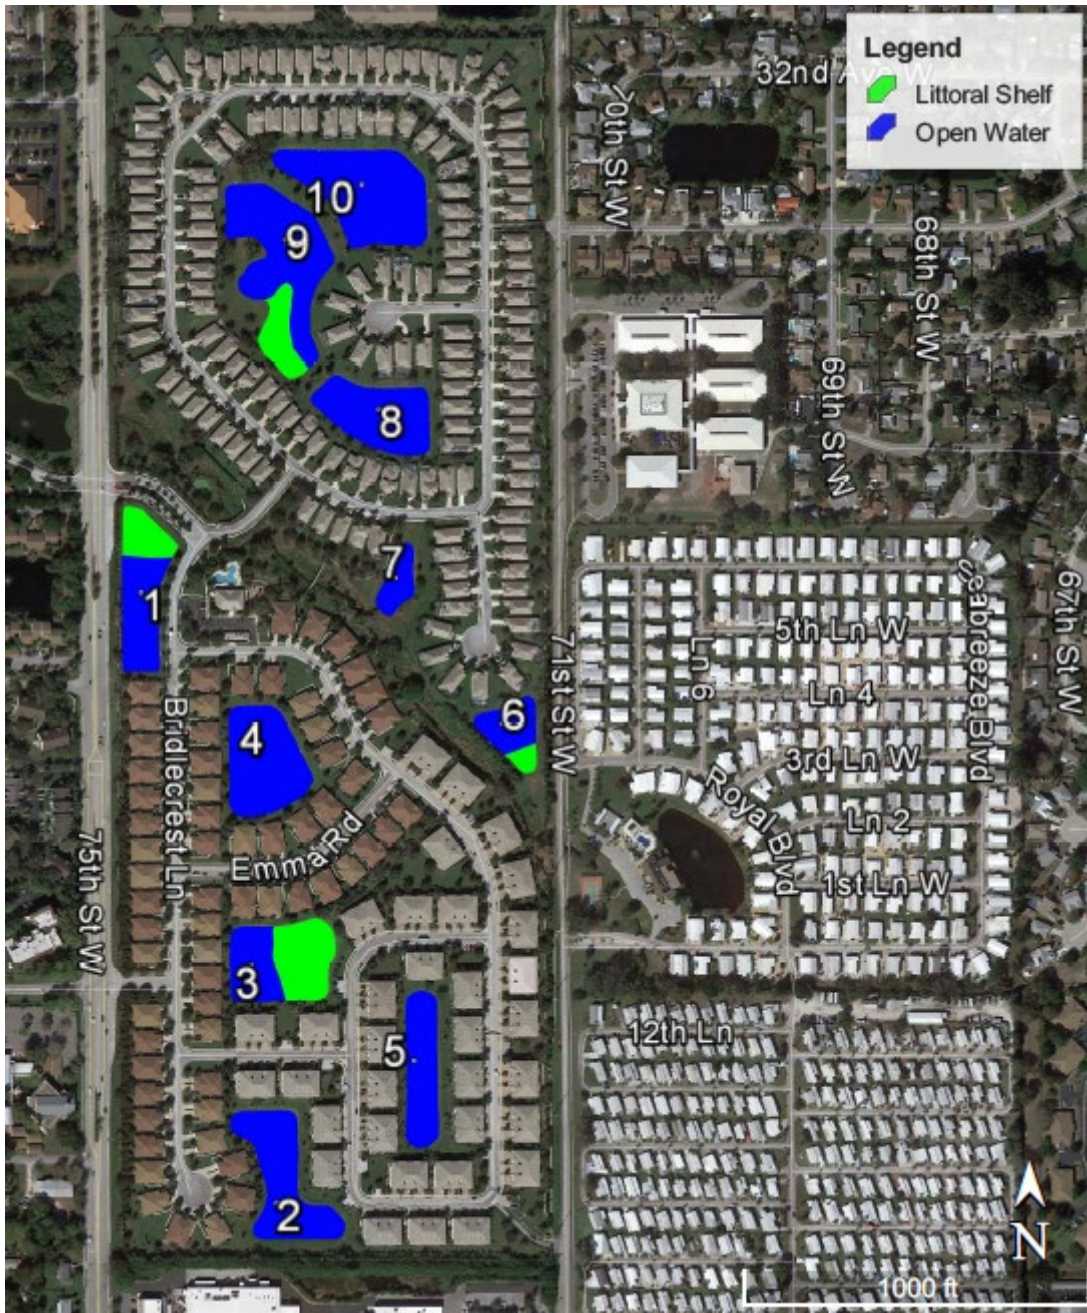 Legend
Littoral Shelf
Open Water
32nd Ave W
70th St W
68th St W
69th St W
67th St W
10
9
8
7
1
6
4
3
5
2
71st St W
75th St W
Bridlecrest Ln
Emma Rd
Seabreeze Blvd
5th Ln W
Ln 6
Ln 4
3rd Ln W
Royal Blvd
Ln 2
1st Ln W
12th Ln
N
1000 ft